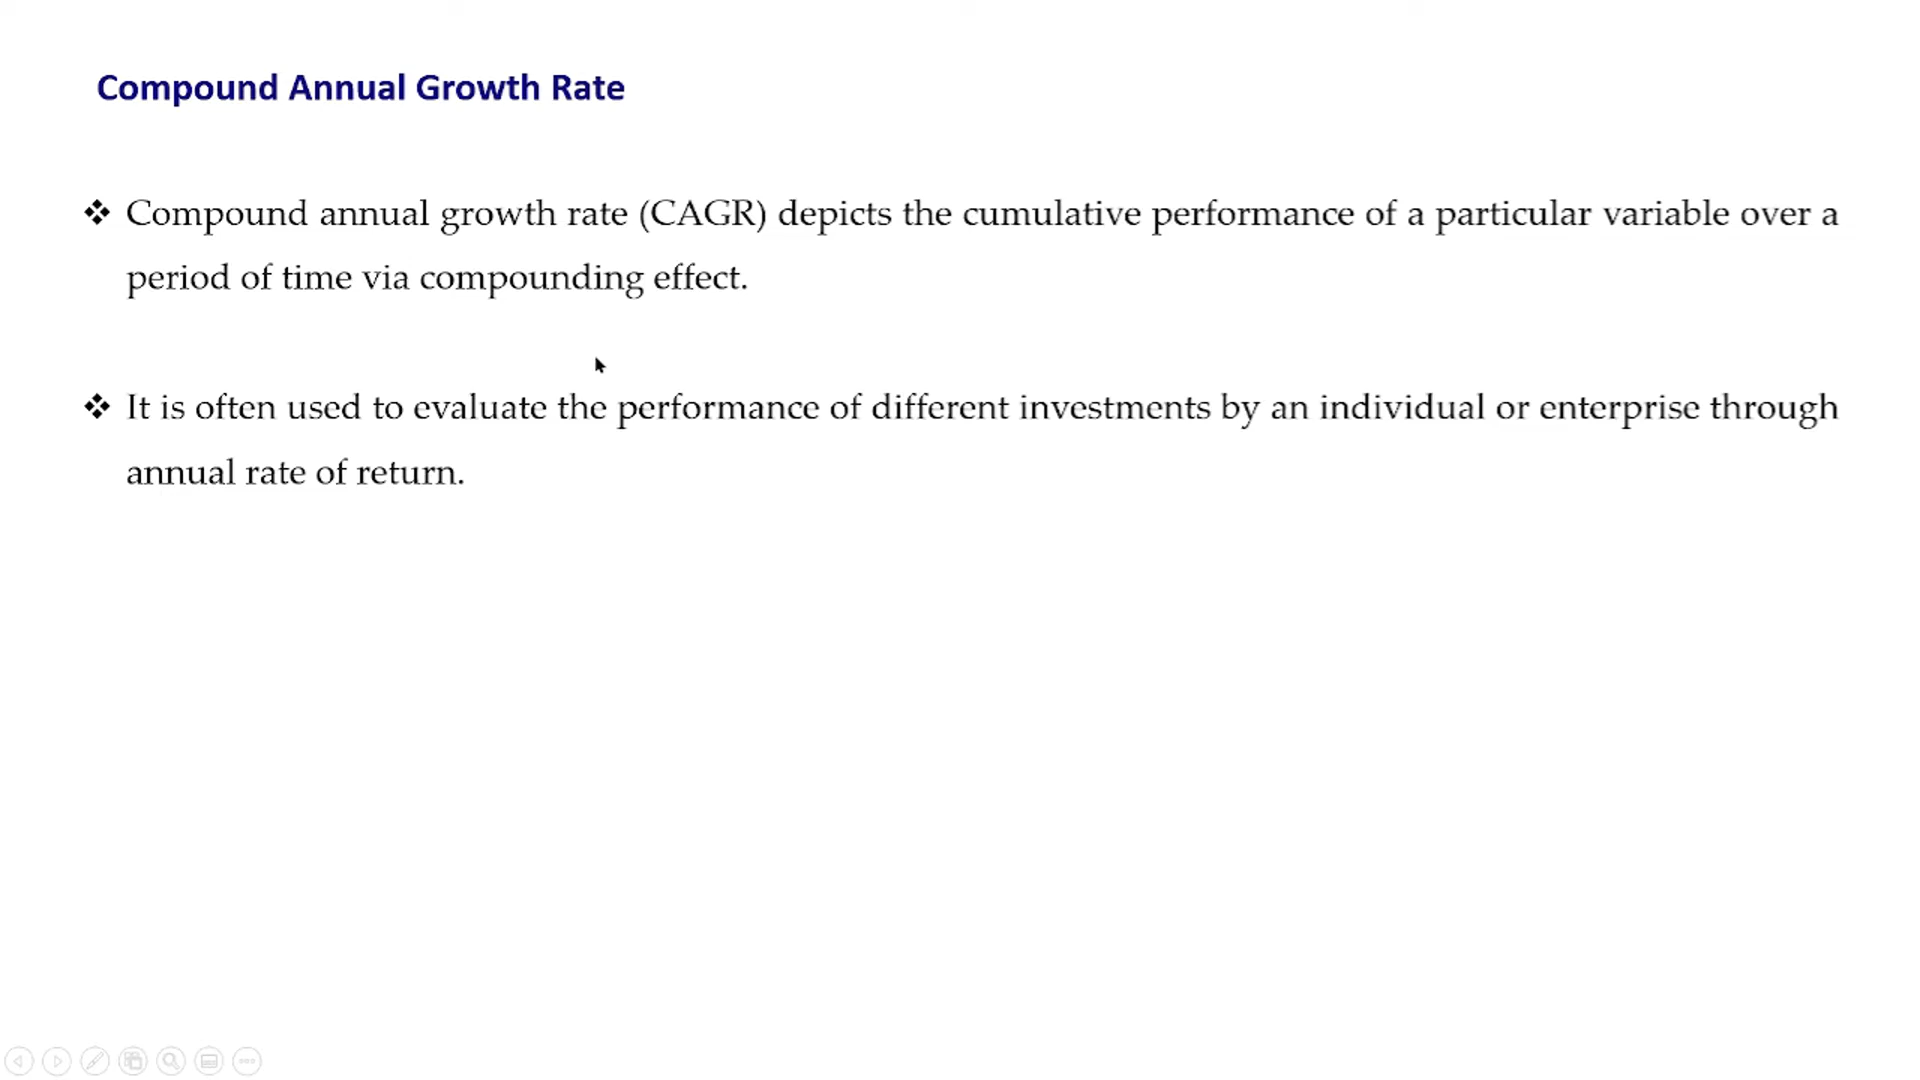 Compound Annual Growth Rate
❖ Compound annual growth rate (CAGR) depicts the cumulative performance of a particular variable over a
period of time via compounding effect.
❖ It is often used to evaluate the performance of different investments by an individual or enterprise through
annual rate of return.